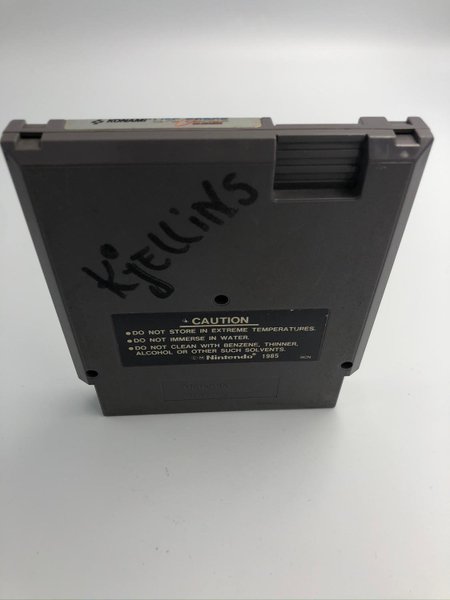 KONAMI
KjELLiNS
CAUTION
•DO NOT STORE IN EXTREME TEMPERATURES.
•DO NOT IMMERSE IN WATER.
•DO NOT CLEAN WITH BENZENE, THINNER,
ALCOHOL OR OTHER SUCH SOLVENTS.
©·M Nintendo® 1985